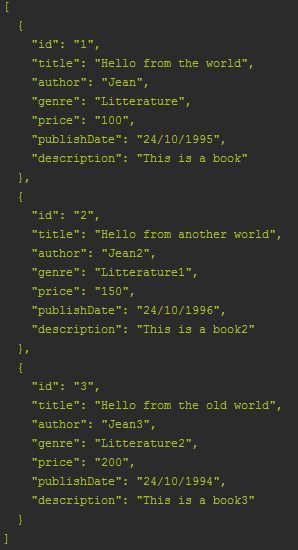 [
  {
    "id": "1",
    "title": "Hello from the world",
    "author": "Jean",
    "genre": "Litterature",
    "price": "100",
    "publishDate": "24/10/1995",
    "description": "This is a book"
  },
  {
    "id": "2",
    "title": "Hello from another world",
    "author": "Jean2",
    "genre": "Litterature1",
    "price": "150",
    "publishDate": "24/10/1996",
    "description": "This is a book2"
  },
  {
    "id": "3",
    "title": "Hello from the old world",
    "author": "Jean3",
    "genre": "Litterature2",
    "price": "200",
    "publishDate": "24/10/1994",
    "description": "This is a book3"
  }
]